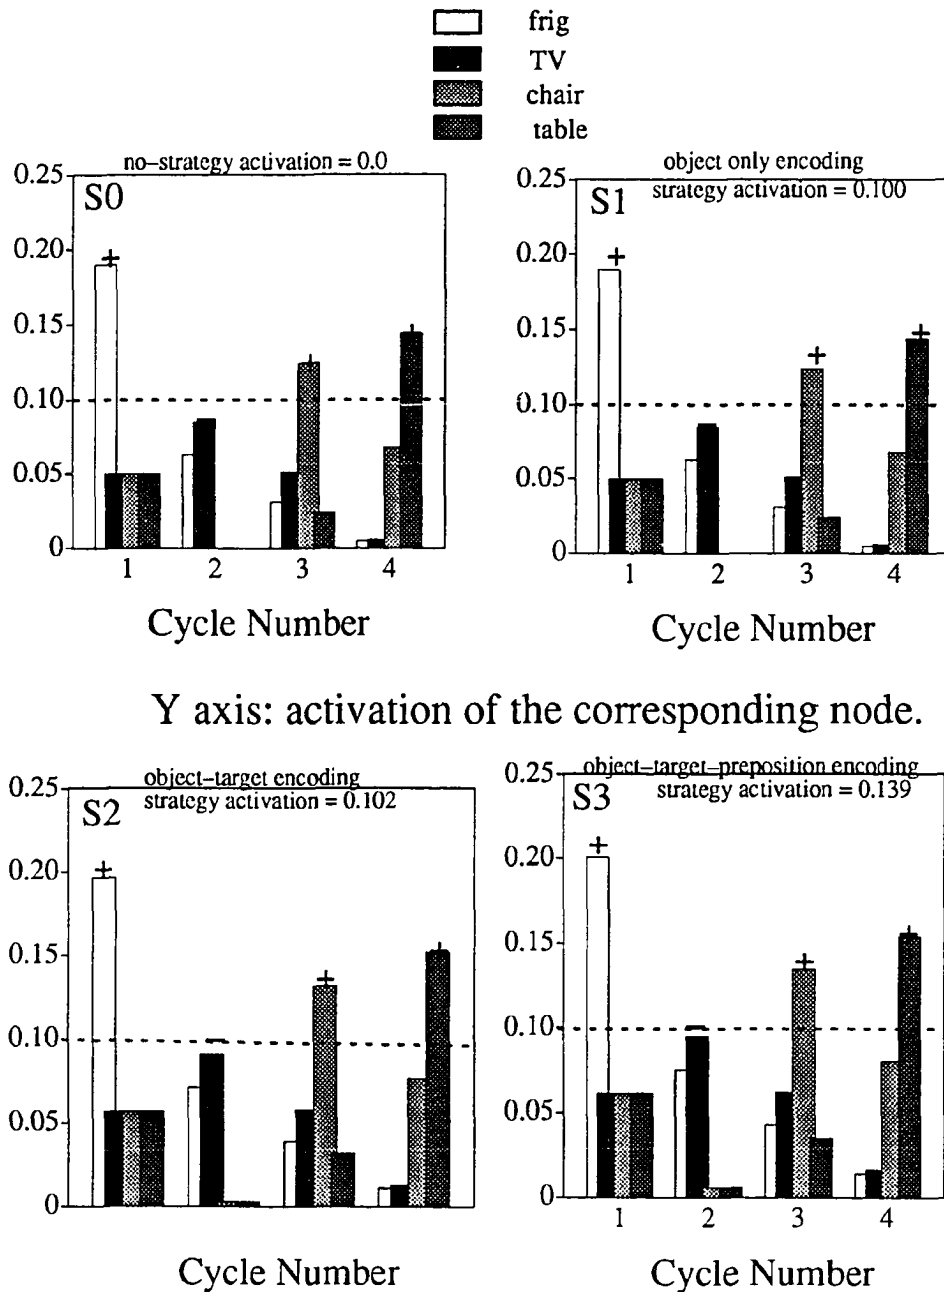 frig
TV
chair
table
no–strategy activation = 0.0
0.25
S0
0.20
0.15
0.10
0.05
0
1 2 3 4
Cycle Number
object only encoding
strategy activation = 0.100
0.25
S1
0.20
0.15
0.10
0.05
0
1 2 3 4
Cycle Number
Y axis: activation of the corresponding node.
object–target encoding
strategy activation = 0.102
0.25
S2
0.20
0.15
0.10
0.05
0
Cycle Number
object–target–preposition encoding
strategy activation = 0.139
0.25
S3
0.20
0.15
0.10
0.05
0
1 2 3 4
Cycle Number